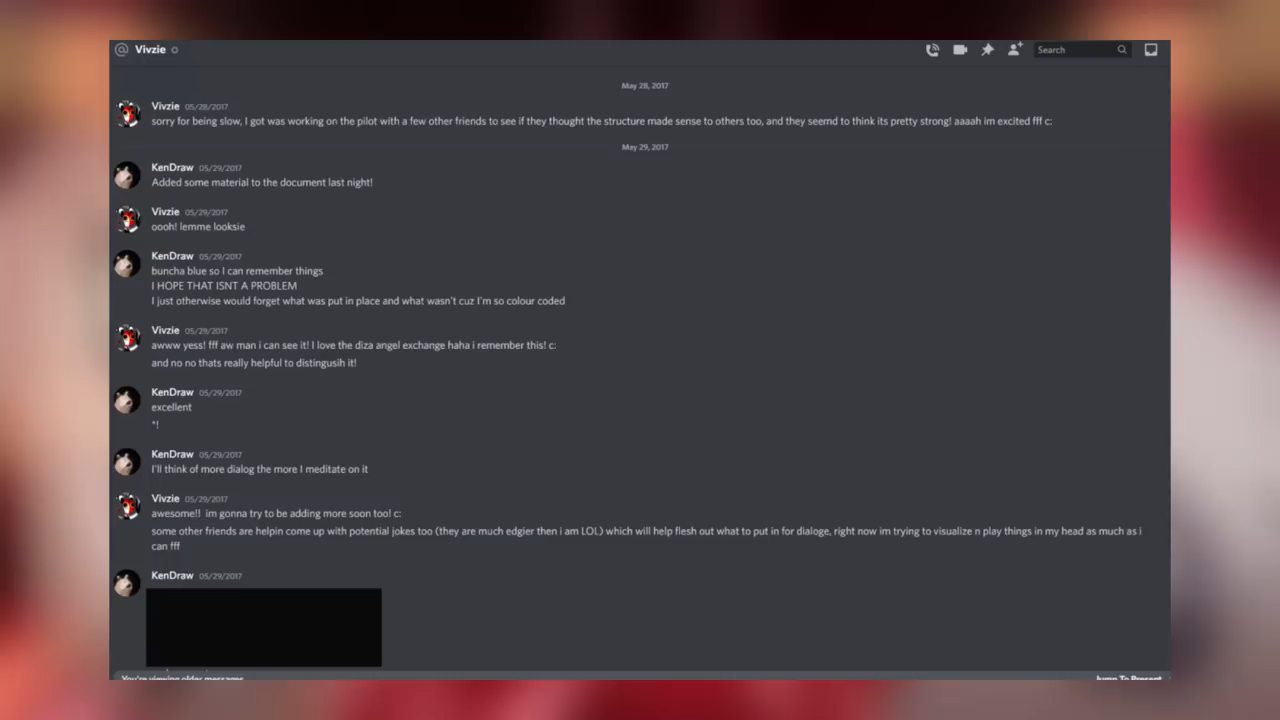 Vivzie
Search
May 28, 2017
Vivzie 05/28/2017
sorry for being slow, I got was working on the pilot with a few other friends to see if they thought the structure made sense to others too, and they seemd to think its pretty strong! aaaah im excited fff c:
May 29, 2017
KenDraw 05/29/2017
Added some material to the document last night!
Vivzie 05/29/2017
oooh! lemme looksie
KenDraw 05/29/2017
buncha blue so I can remember things
I HOPE THAT ISNT A PROBLEM
I just otherwise would forget what was put in place and what wasn't cuz I'm so colour coded
Vivzie 05/29/2017
awww yess! fff aw man i can see it! I love the diza angel exchange haha i remember this! c:
and no no thats really helpful to distingusih it!
KenDraw 05/29/2017
excellent
*!
KenDraw 05/29/2017
I'll think of more dialog the more I meditate on it
Vivzie 05/29/2017
awesome!! im gonna try to be adding more soon too! c:
some other friends are helpin come up with potential jokes too (they are much edgier then i am LOL) which will help flesh out what to put in for dialoge, right now im trying to visualize n play things in my head as much as i
can fff
KenDraw 05/29/2017
You're viewing older messages
Jump To Present